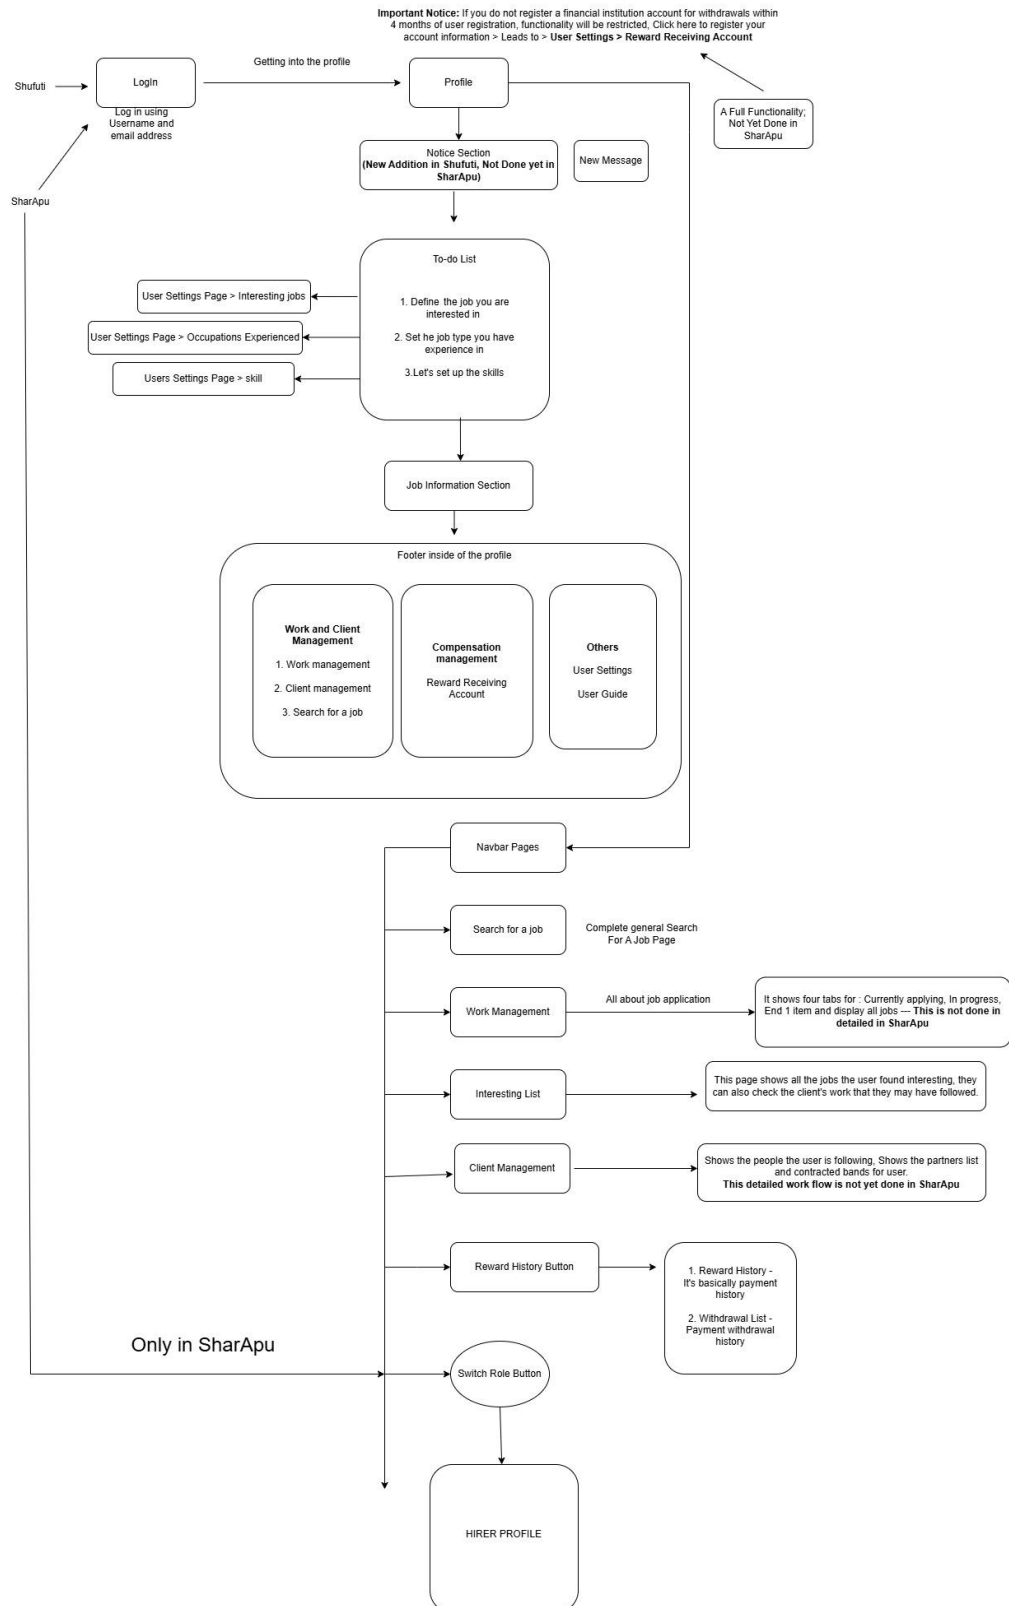 Important Notice: If you do not register a financial institution account for withdrawals within
4 months of user registration, functionality will be restricted, Click here to register your
account information > Leads to > User Settings > Reward Receiving Account
Shufuti
LogIn
Getting into the profile
Profile
Log in using
Username and
email address
A Full Functionality;
Not Yet Done in
SharApu
Notice Section
(New Addition in Shufuti, Not Done yet in
SharApu)
New Message
SharApu
To-do List
User Settings Page > Interesting jobs
1. Define the job you are
interested in
User Settings Page > Occupations Experienced
2. Set he job type you have
experience in
Users Settings Page > skill
3.Let's set up the skills
Job Information Section
Footer inside of the profile
Work and Client
Management
1. Work management
2. Client management
3. Search for a job
Compensation
management
Reward Receiving
Account
Others
User Settings
User Guide
Navbar Pages
Search for a job
Complete general Search
For A Job Page
Work Management
All about job application
It shows four tabs for : Currently applying, In progress,
End 1 item and display all jobs --- This is not done in
detailed in SharApu
Interesting List
This page shows all the jobs the user found interesting, they
can also check the client's work that they may have followed.
Client Management
Shows the people the user is following, Shows the partners list
and contracted bands for user.
This detailed work flow is not yet done in SharApu
Reward History Button
1. Reward History -
It's basically payment
history
2. Withdrawal List -
Payment withdrawal
history
Only in SharApu
Switch Role Button
HIRER PROFILE